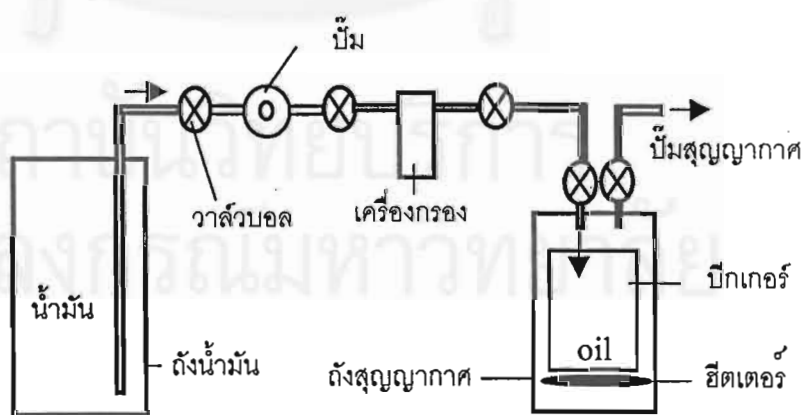 ปั๊ม
ปั๊มสุญญากาศ
วาล์วบอล
เครื่องกรอง
น้ำมัน
บีกเกอร์
oil
ถังน้ำมัน
ถังสุญญากาศ
ฮีตเตอร์